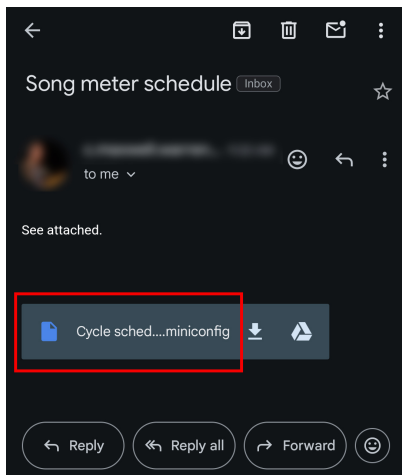 Song meter schedule Inbox
to me
See attached.
Cycle sched....miniconfig
Reply Reply all Forward